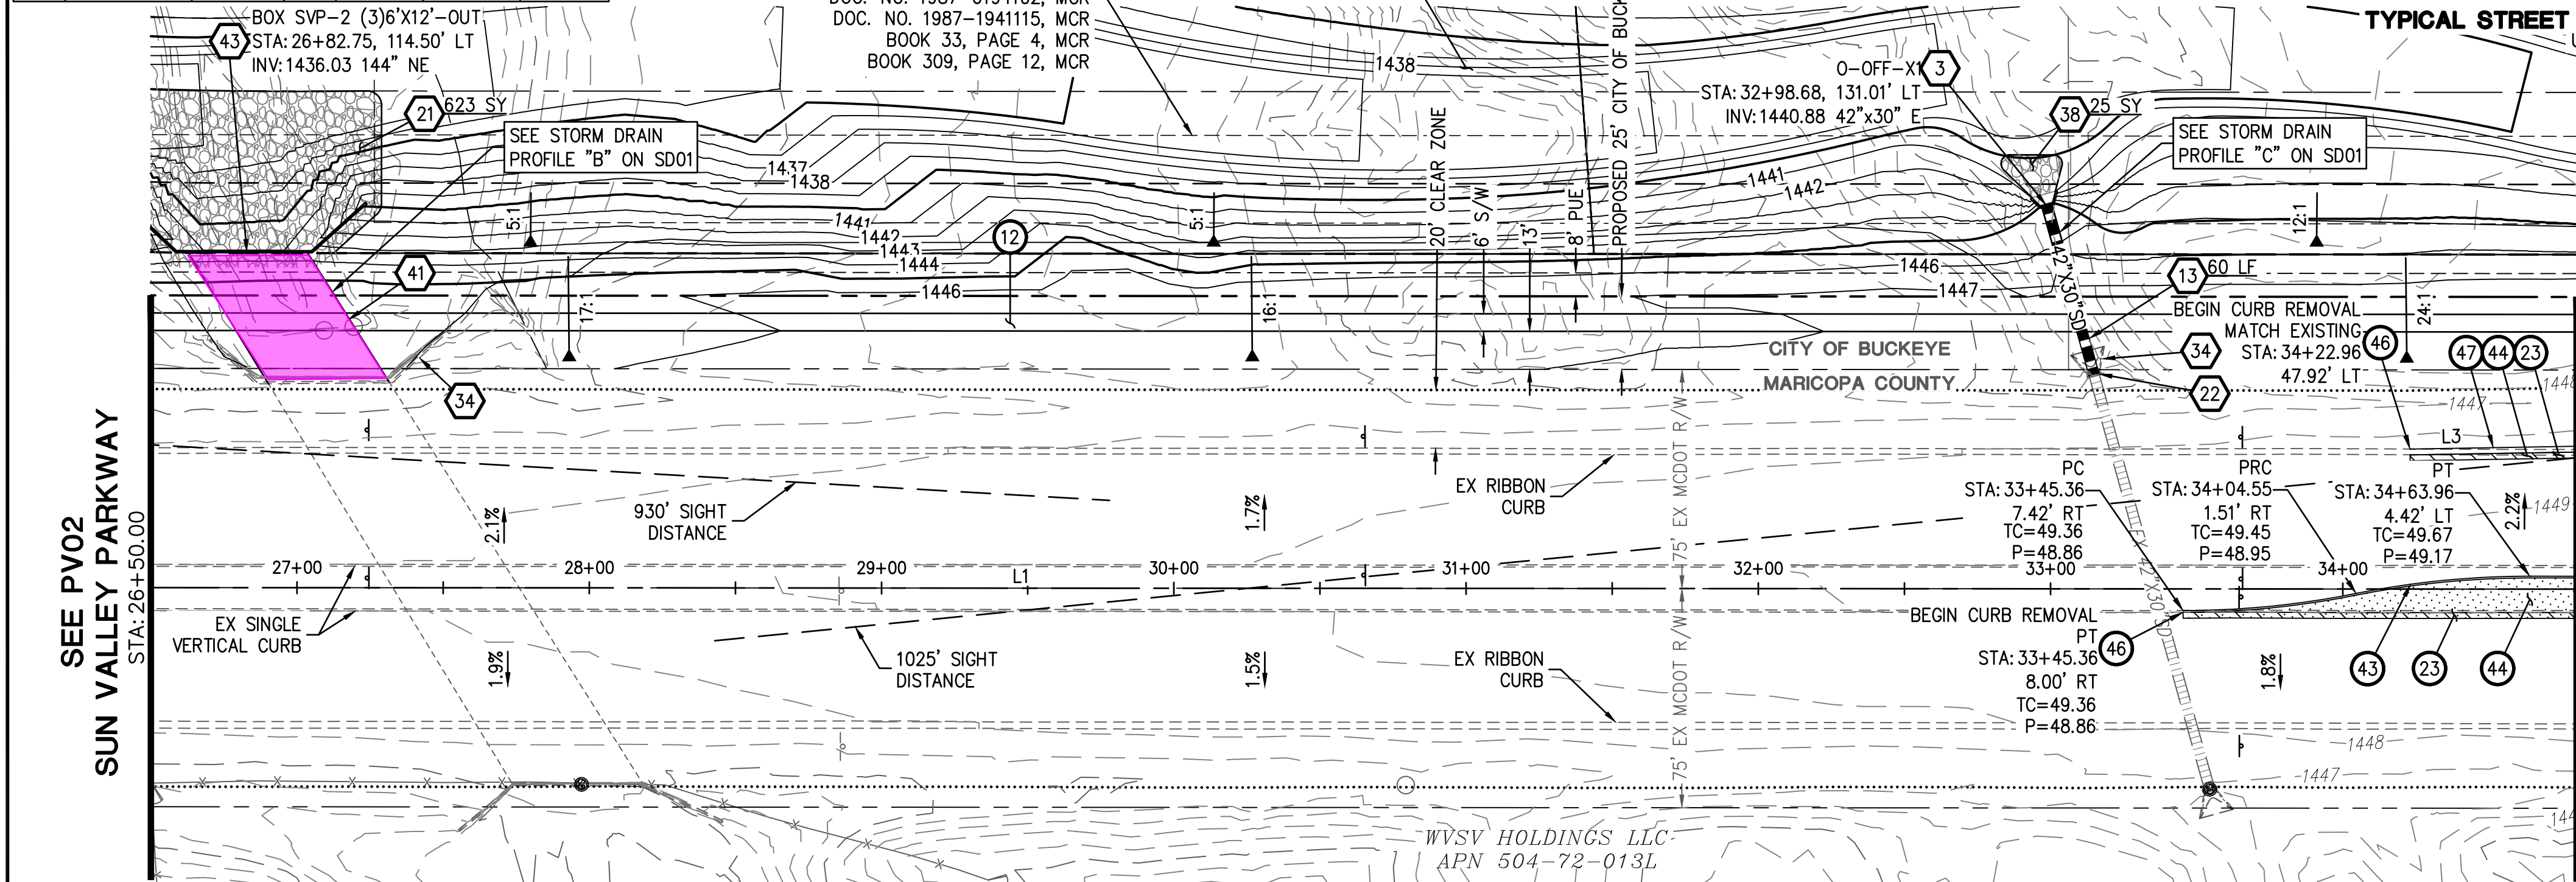 BOX SVP-2 (3)6'X12'-OUT
STA: 26+82.75, 114.50' LT
INV: 1436.03 144" NE
43
DOC. NO. 1987-1941115, MCR
BOOK 33, PAGE 4, MCR
BOOK 309, PAGE 12, MCR
21
623 SY
SEE STORM DRAIN
PROFILE "B" ON SD01
1437
1438
1441
1442
1443
1444
1446
5:1
17:1
12
41
34
5:1
16:1
1438
20' CLEAR ZONE
6' S/W
13'
8' PUE
PROPOSED 25' CITY OF BUCK
O-OFF-X1
3
STA: 32+98.68, 131.01' LT
INV: 1440.88 42"x30" E
38
25 SY
TYPICAL STREET
SEE STORM DRAIN
PROFILE "C" ON SD01
1441
1442
1446
1447
12:1
24:1
42"X30"SD
13
60 LF
BEGIN CURB REMOVAL
MATCH EXISTING
STA: 34+22.96
47.92' LT
46
47
44
23
34
22
CITY OF BUCKEYE
MARICOPA COUNTY
1448
1447
L3
SEE PV02
SUN VALLEY PARKWAY
STA: 26+50.00
930' SIGHT
DISTANCE
2.1%
1.7%
EX RIBBON
CURB
75' EX MCDOT R/W
PC
STA: 33+45.36
7.42' RT
TC=49.36
P=48.86
PRC
STA: 34+04.55
1.51' RT
TC=49.45
P=48.95
PT
STA: 34+63.96
4.42' LT
TC=49.67
P=49.17
2.2%
1449
27+00
28+00
29+00
L1
30+00
31+00
32+00
33+00
34+00
EX SINGLE
VERTICAL CURB
1.9%
1025' SIGHT
DISTANCE
1.5%
EX RIBBON
CURB
75' EX MCDOT R/W
BEGIN CURB REMOVAL
PT
STA: 33+45.36
8.00' RT
TC=49.36
P=48.86
46
EX 42"X30"SD
1.8%
43
23
44
1448
1447
WVSV HOLDINGS LLC
APN 504-72-013L